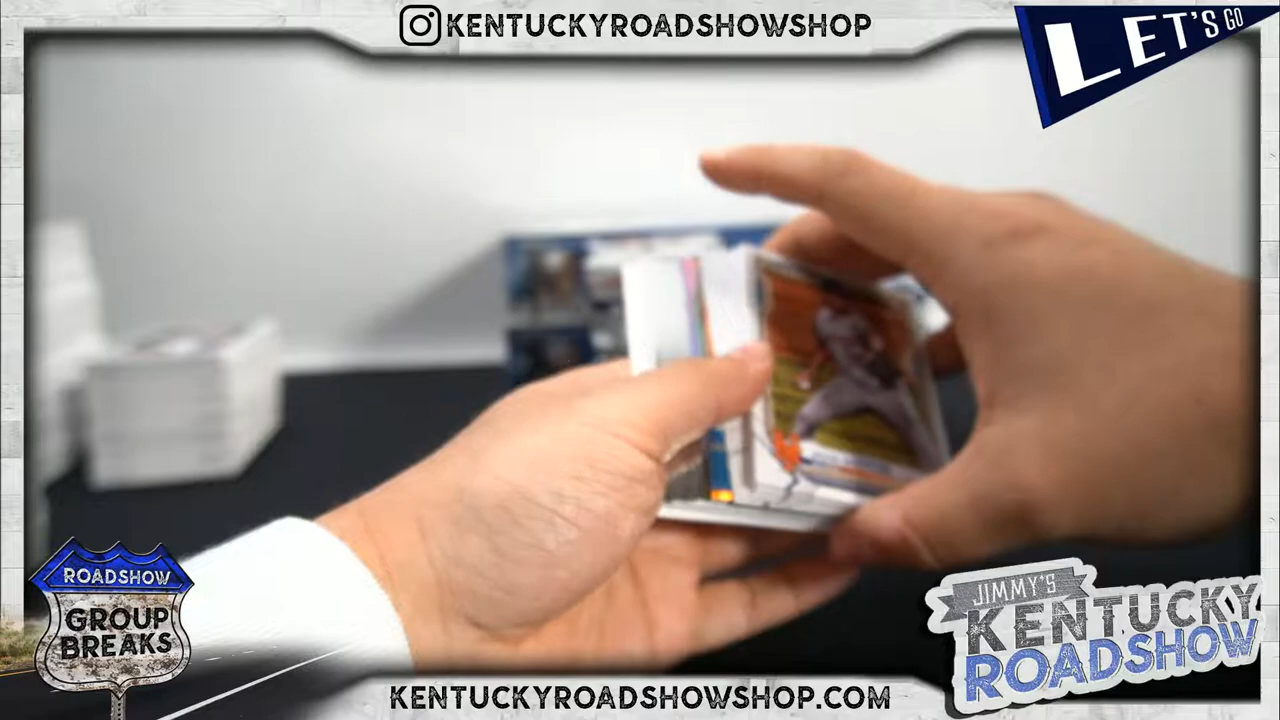 KENTUCKYROADSHOWSHOP
LET'S GO
ROADSHOW
GROUP
BREAKS
JIMMY'S
KENTUCKY
ROADSHOW
KENTUCKYROADSHOWSHOP.COM